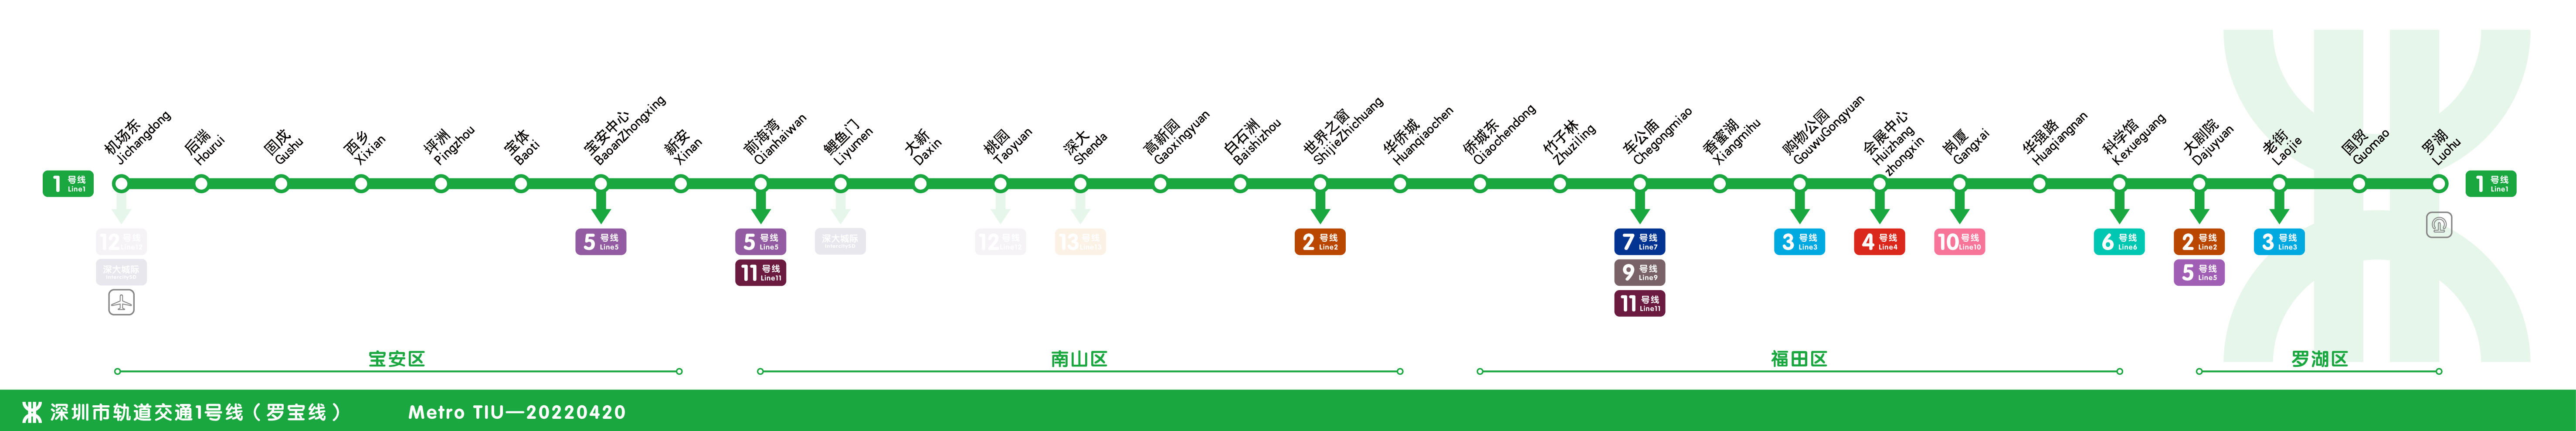 机场东
Jichangdong
后瑞
Hourui
固戍
Gushu
西乡
Xixian
坪洲
Pingzhou
宝体
Baoti
宝安中心
BaoanZhongxing
新安
Xinan
前海湾
Qianhaiwan
鲤鱼门
Liyumen
大新
Daxin
桃园
Taoyuan
深大
Shenda
高新园
Gaoxingyuan
白石洲
Baishizhou
世界之窗
ShijieZhichuang
华侨城
Huanqiaochen
侨城东
Qiaochendong
竹子林
Zhuziling
车公庙
Chegongmiao
香蜜湖
Xiangmihu
购物公园
GouwuGongyuan
会展中心
Huizhang
zhongxin
岗厦
Gangxai
华强路
Huaqiangnan
科学馆
Kexueguang
大剧院
Dajuyuan
老街
Laojie
国贸
Guomao
罗湖
Luohu
1 号线
Line1
1 号线
Line1
12 号线
Line12
深大城际
5 号线
Line5
5 号线
Line5
11 号线
Line11
深大城际
12 号线
Line12
13 号线
Line13
2 号线
Line2
7 号线
Line7
9 号线
Line9
11 号线
Line11
3 号线
Line3
4 号线
Line4
10 号线
Line10
6 号线
Line6
2 号线
Line2
5 号线
Line5
3 号线
Line3
宝安区
南山区
福田区
罗湖区
深圳市轨道交通1号线（罗宝线） Metro TIU—20220420